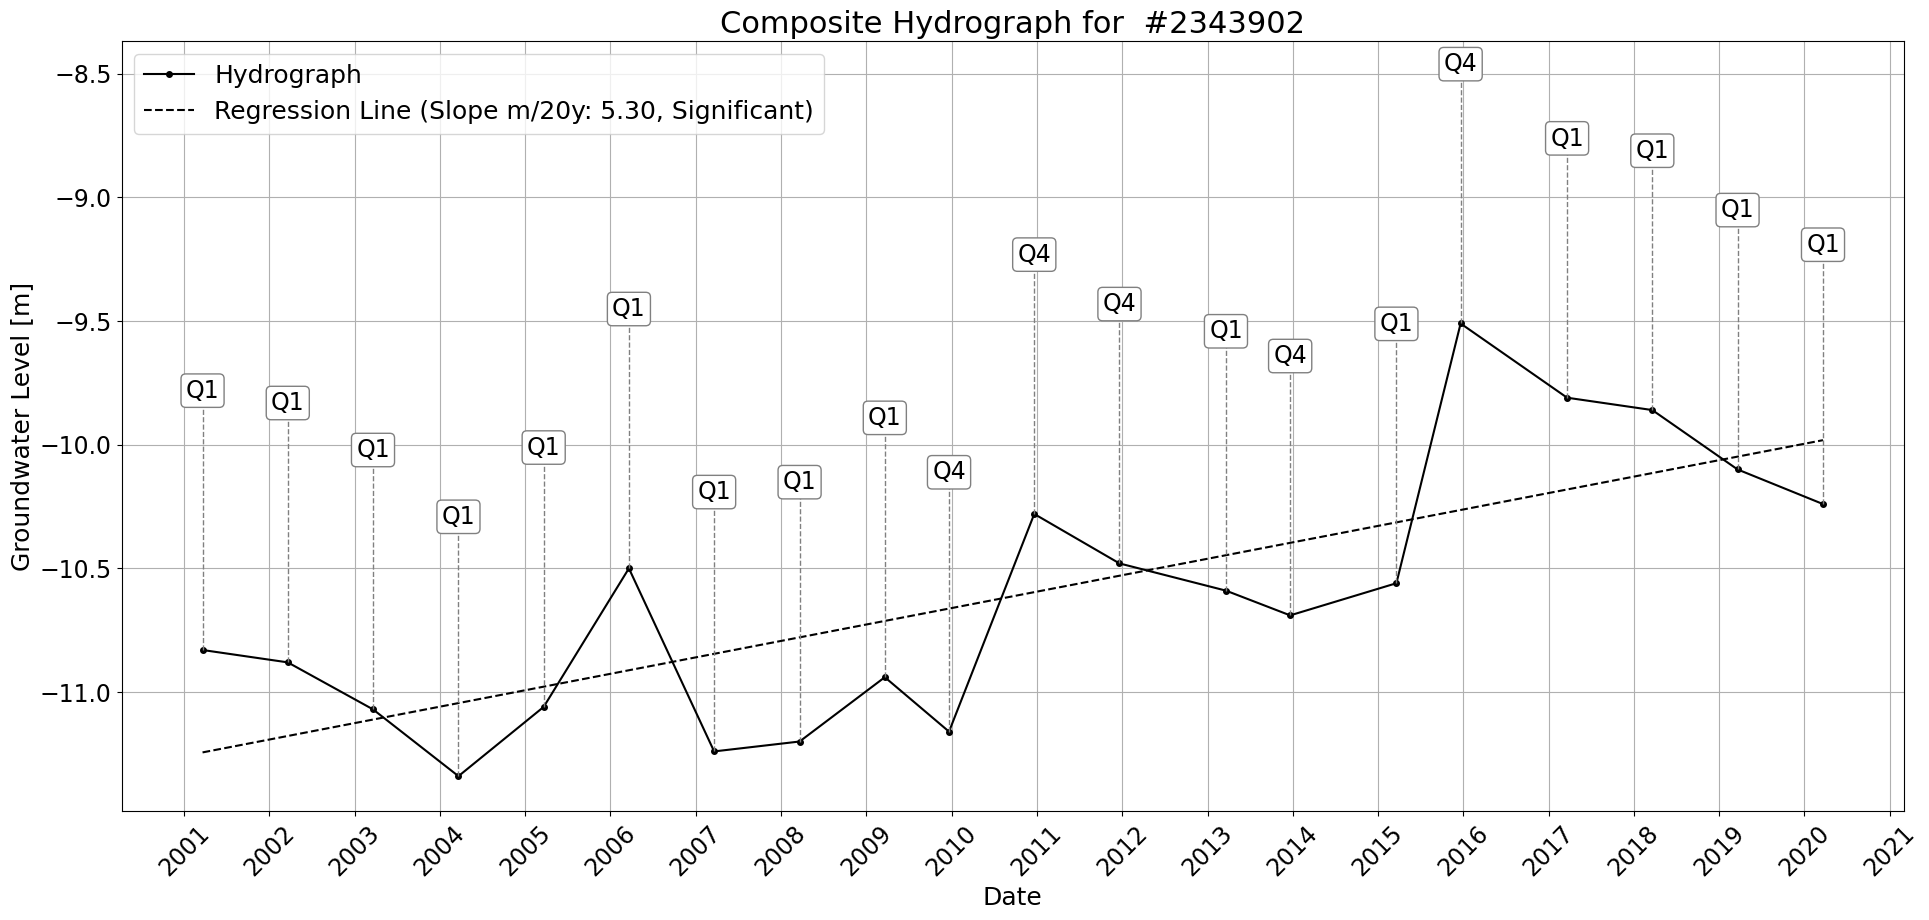 Composite Hydrograph for  #2343902
Hydrograph
Regression Line (Slope m/20y: 5.30, Significant)
Groundwater Level [m]
−8.5
−9.0
−9.5
−10.0
−10.5
−11.0
Q1
Q1
Q1
Q1
Q1
Q1
Q1
Q1
Q1
Q4
Q4
Q4
Q1
Q4
Q1
Q4
Q1
Q1
Q1
Q1
2001
2002
2003
2004
2005
2006
2007
2008
2009
2010
2011
2012
2013
2014
2015
2016
2017
2018
2019
2020
2021
Date